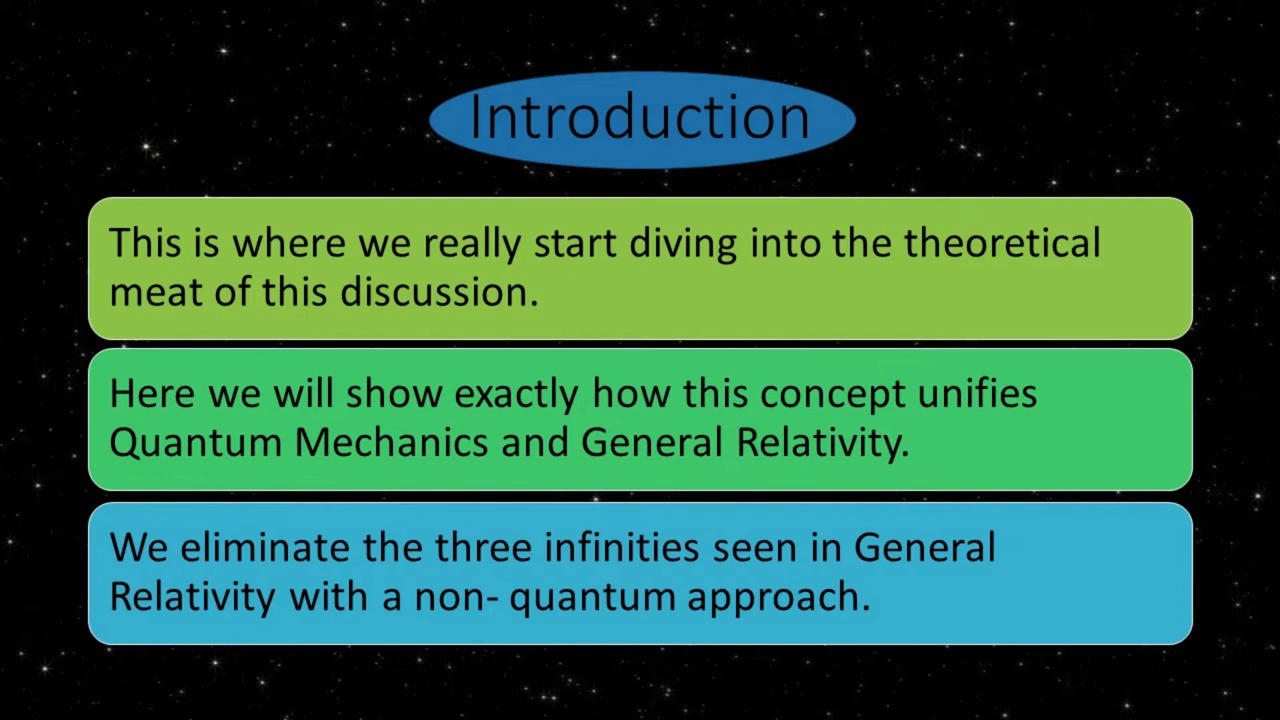 Introduction
This is where we really start diving into the theoretical
meat of this discussion.
Here we will show exactly how this concept unifies
Quantum Mechanics and General Relativity.
We eliminate the three infinities seen in General
Relativity with a non- quantum approach.